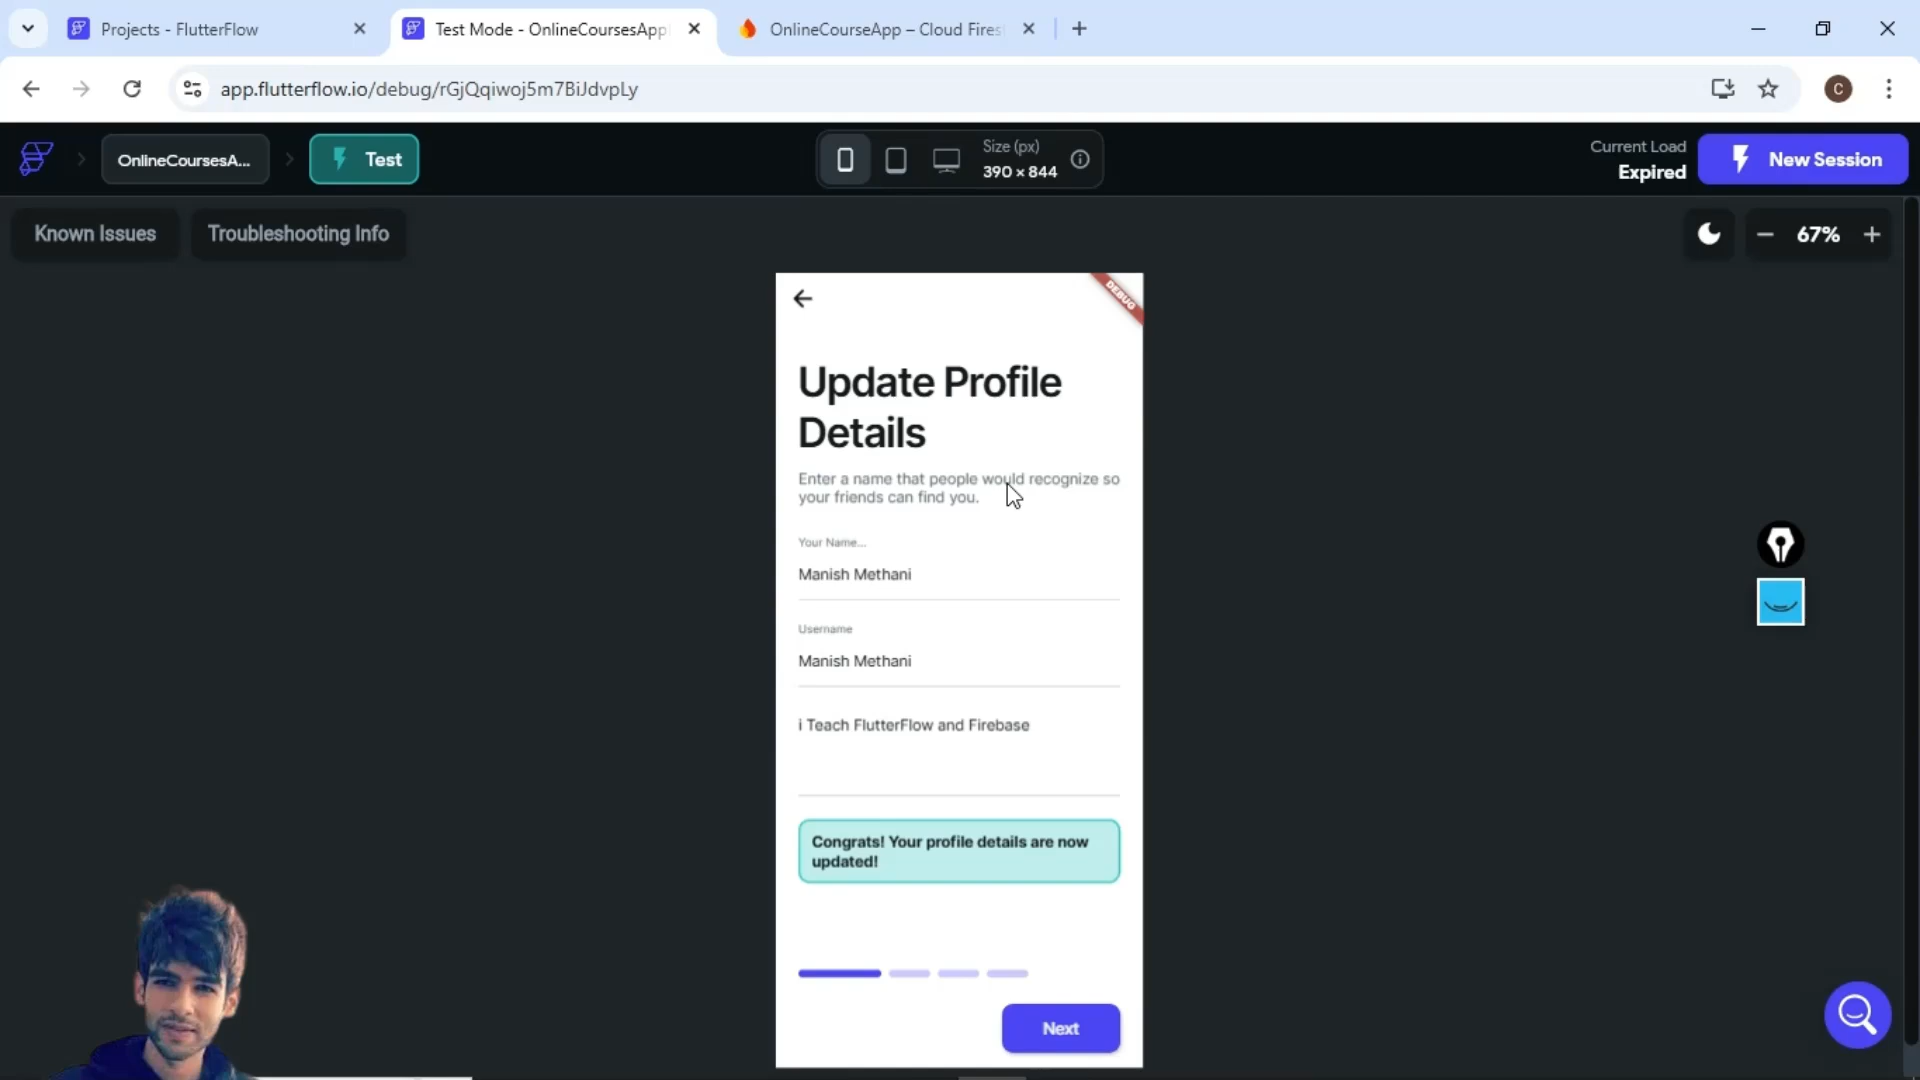 Projects - FlutterFlow
Test Mode - OnlineCoursesApp
OnlineCourseApp – Cloud Fires
app.flutterflow.io/debug/rGjQqiwoj5m7BiJdvpLy
C
OnlineCoursesA...
Test
Size (px)
390 × 844
Current Load
Expired
New Session
Known Issues
Troubleshooting Info
67%
DEBUG
Update Profile
Details
Enter a name that people would recognize so
your friends can find you.
Your Name...
Manish Methani
Username
Manish Methani
i Teach FlutterFlow and Firebase
Congrats! Your profile details are now
updated!
Next